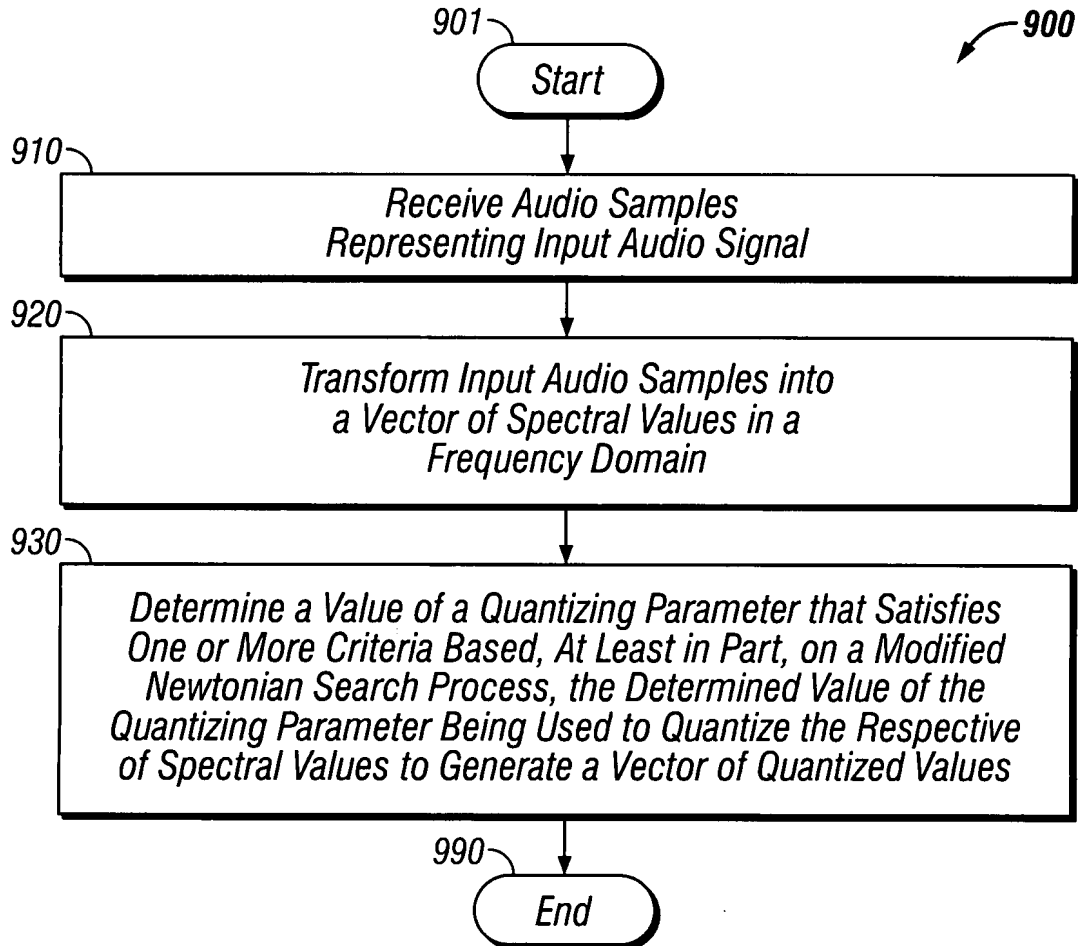 901
900
Start
910
Receive Audio Samples
Representing Input Audio Signal
920
Transform Input Audio Samples into
a Vector of Spectral Values in a
Frequency Domain
930
Determine a Value of a Quantizing Parameter that Satisfies
One or More Criteria Based, At Least in Part, on a Modified
Newtonian Search Process, the Determined Value of the
Quantizing Parameter Being Used to Quantize the Respective
of Spectral Values to Generate a Vector of Quantized Values
990
End